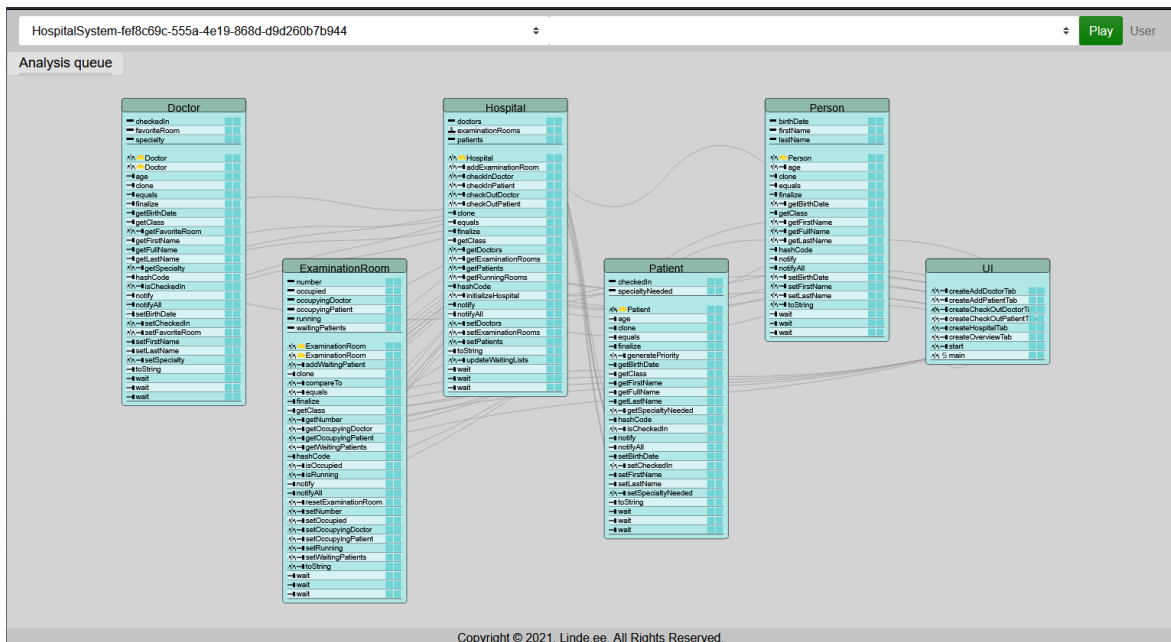 HospitalSystem-fef8c69c-555a-4e19-868d-d9d260b7b944
Play
User
Analysis queue
Doctor
checkedIn
favoriteRoom
specialty
Doctor
Doctor
age
clone
equals
finalize
getBirthDate
getClass
getFavoriteRoom
getFirstName
getFullName
getLastName
getSpecialty
hashCode
isCheckedIn
notify
notifyAll
setBirthDate
setCheckedIn
setFavoriteRoom
setFirstName
setLastName
setSpecialty
toString
wait
wait
wait
ExaminationRoom
number
occupied
occupyingDoctor
occupyingPatient
running
waitingPatients
ExaminationRoom
ExaminationRoom
addWaitingPatient
clone
compareTo
equals
finalize
getClass
getNumber
getOccupyingDoctor
getOccupyingPatient
getWaitingPatients
hashCode
isOccupied
isRunning
notify
notifyAll
resetExaminationRoom
setNumber
setOccupied
setOccupyingDoctor
setOccupyingPatient
setRunning
setWaitingPatients
toString
wait
wait
wait
Hospital
doctors
examinationRooms
patients
Hospital
addExaminationRoom
checkInDoctor
checkInPatient
checkOutDoctor
checkOutPatient
clone
equals
finalize
getClass
getDoctors
getExaminationRooms
getPatients
getRunningRooms
hashCode
initializeHospital
notify
notifyAll
setDoctors
setExaminationRooms
setPatients
toString
updateWaitingLists
wait
wait
wait
Patient
checkedIn
specialtyNeeded
Patient
age
clone
equals
finalize
generatePriority
getBirthDate
getClass
getFirstName
getFullName
getLastName
getSpecialtyNeeded
hashCode
isCheckedIn
notify
notifyAll
setBirthDate
setCheckedIn
setFirstName
setLastName
setSpecialtyNeeded
toString
wait
wait
wait
Person
birthDate
firstName
lastName
Person
age
clone
equals
finalize
getBirthDate
getClass
getFirstName
getFullName
getLastName
hashCode
notify
notifyAll
setBirthDate
setFirstName
setLastName
toString
wait
wait
wait
UI
createAddDoctorTab
createAddPatientTab
createCheckOutDoctorTa
createCheckOutPatientT
createHospitalTab
createOverviewTab
start
S main
Copyright © 2021. Linde.ee. All Rights Reserved.